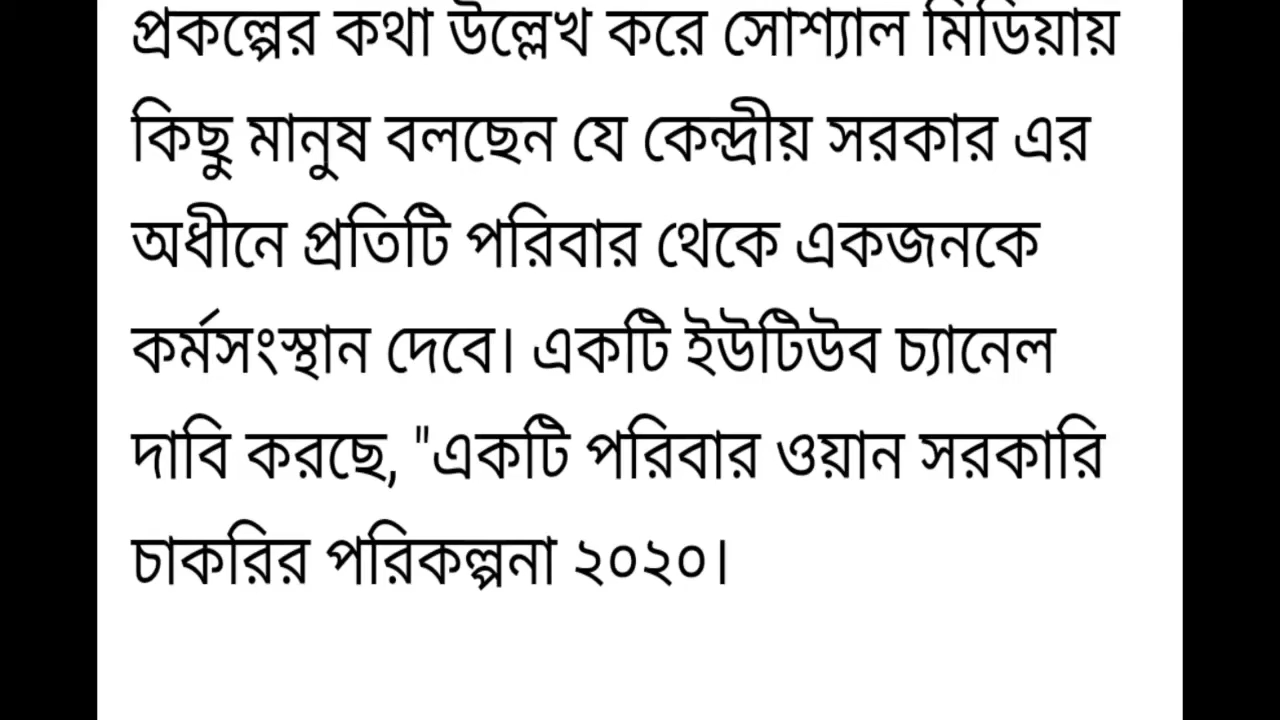 প্রকল্পের কথা উল্লেখ করে সোশ্যাল মিডিয়ায়
কিছু মানুষ বলছেন যে কেন্দ্রীয় সরকার এর
অধীনে প্রতিটি পরিবার থেকে একজনকে
কর্মসংস্থান দেবে। একটি ইউটিউব চ্যানেল
দাবি করছে, "একটি পরিবার ওয়ান সরকারি
চাকরির পরিকল্পনা ২০২০।